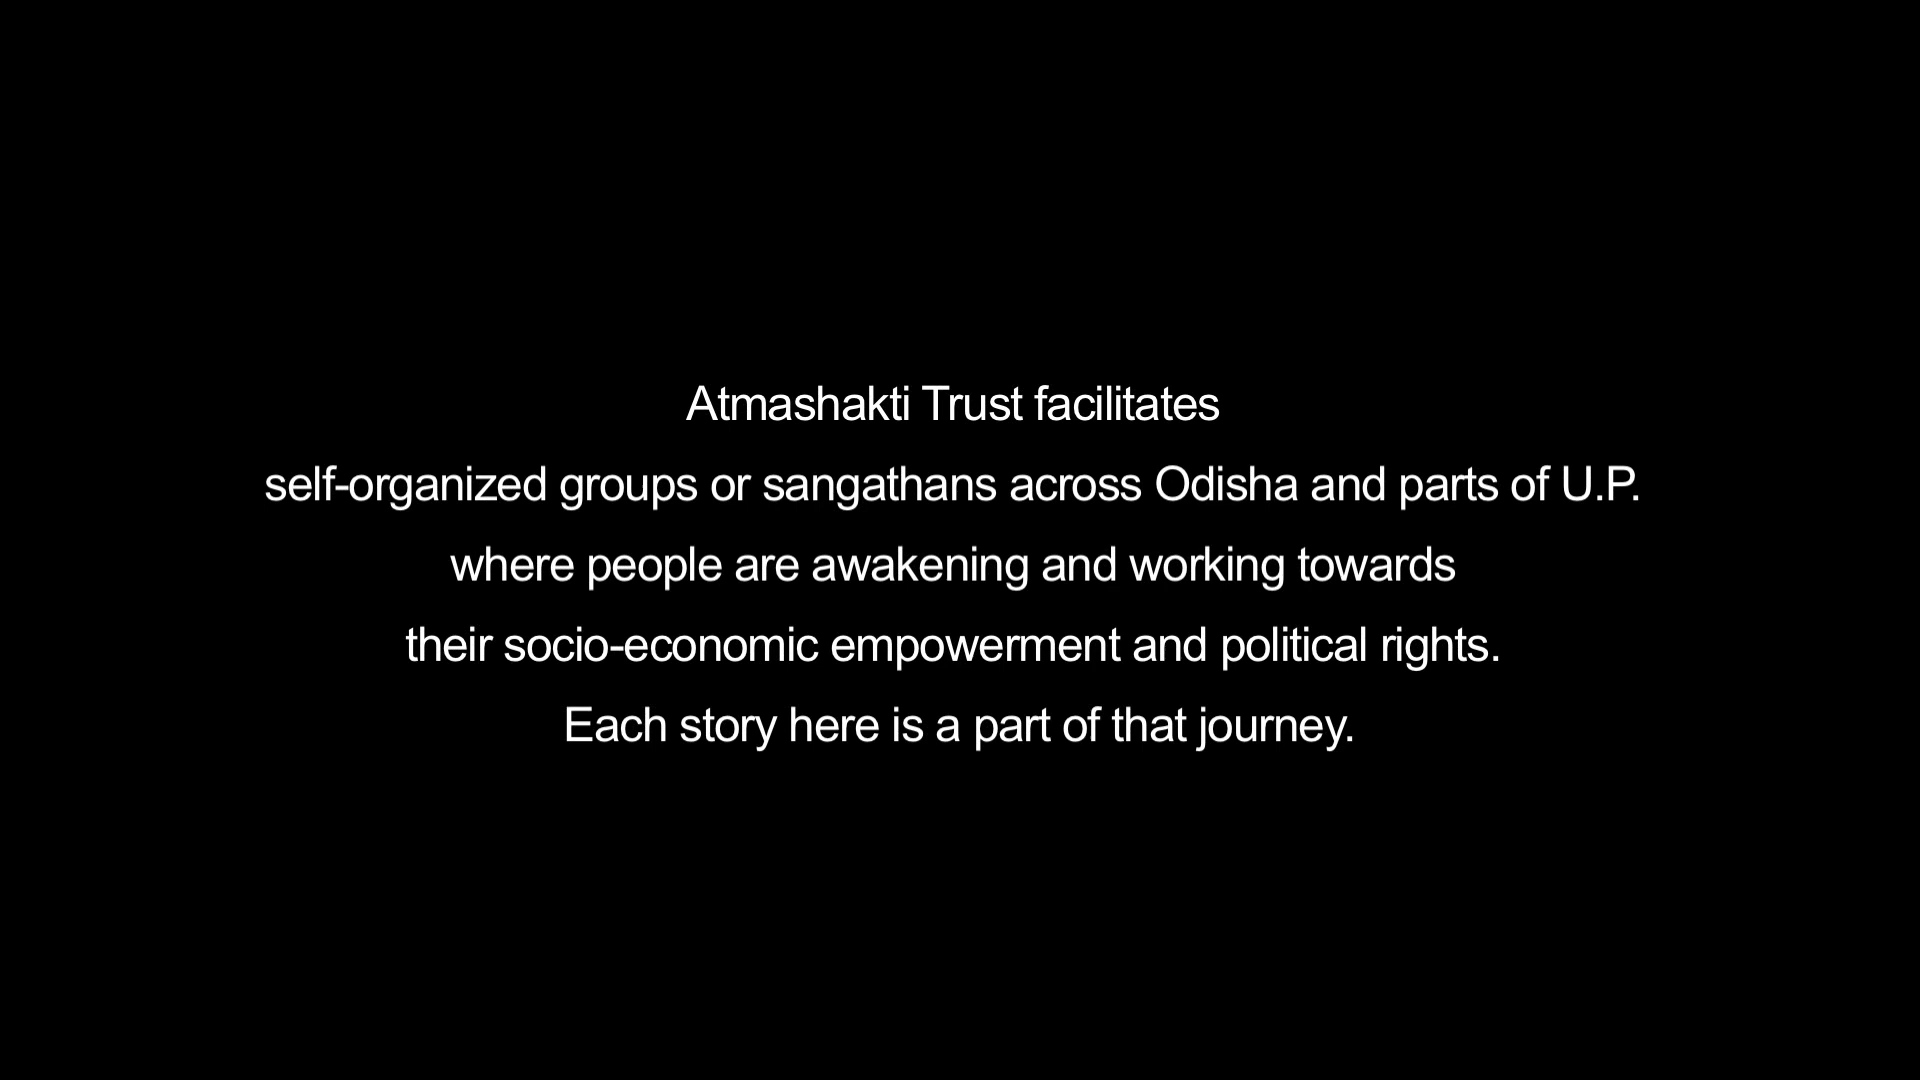 Atmashakti Trust facilitates
self-organized groups or sangathans across Odisha and parts of U.P.
where people are awakening and working towards
their socio-economic empowerment and political rights.
Each story here is a part of that journey.